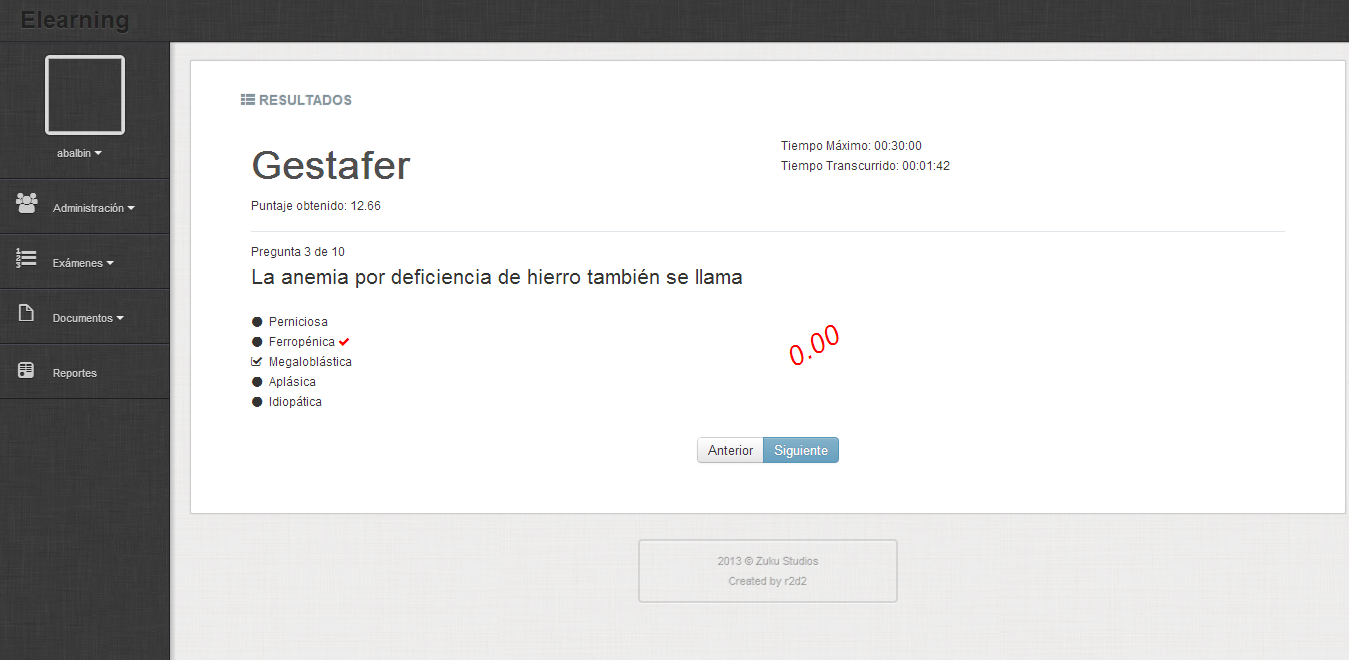 Elearning
abalbin
Administración
Exámenes
Documentos
Reportes
RESULTADOS
Gestafer
Tiempo Máximo: 00:30:00
Tiempo Transcurrido: 00:01:42
Puntaje obtenido: 12.66
Pregunta 3 de 10
La anemia por deficiencia de hierro también se llama
Perniciosa
Ferropénica
Megaloblástica
Aplásica
Idiopática
0.00
Anterior
Siguiente
2013 © Zuku Studios
Created by r2d2